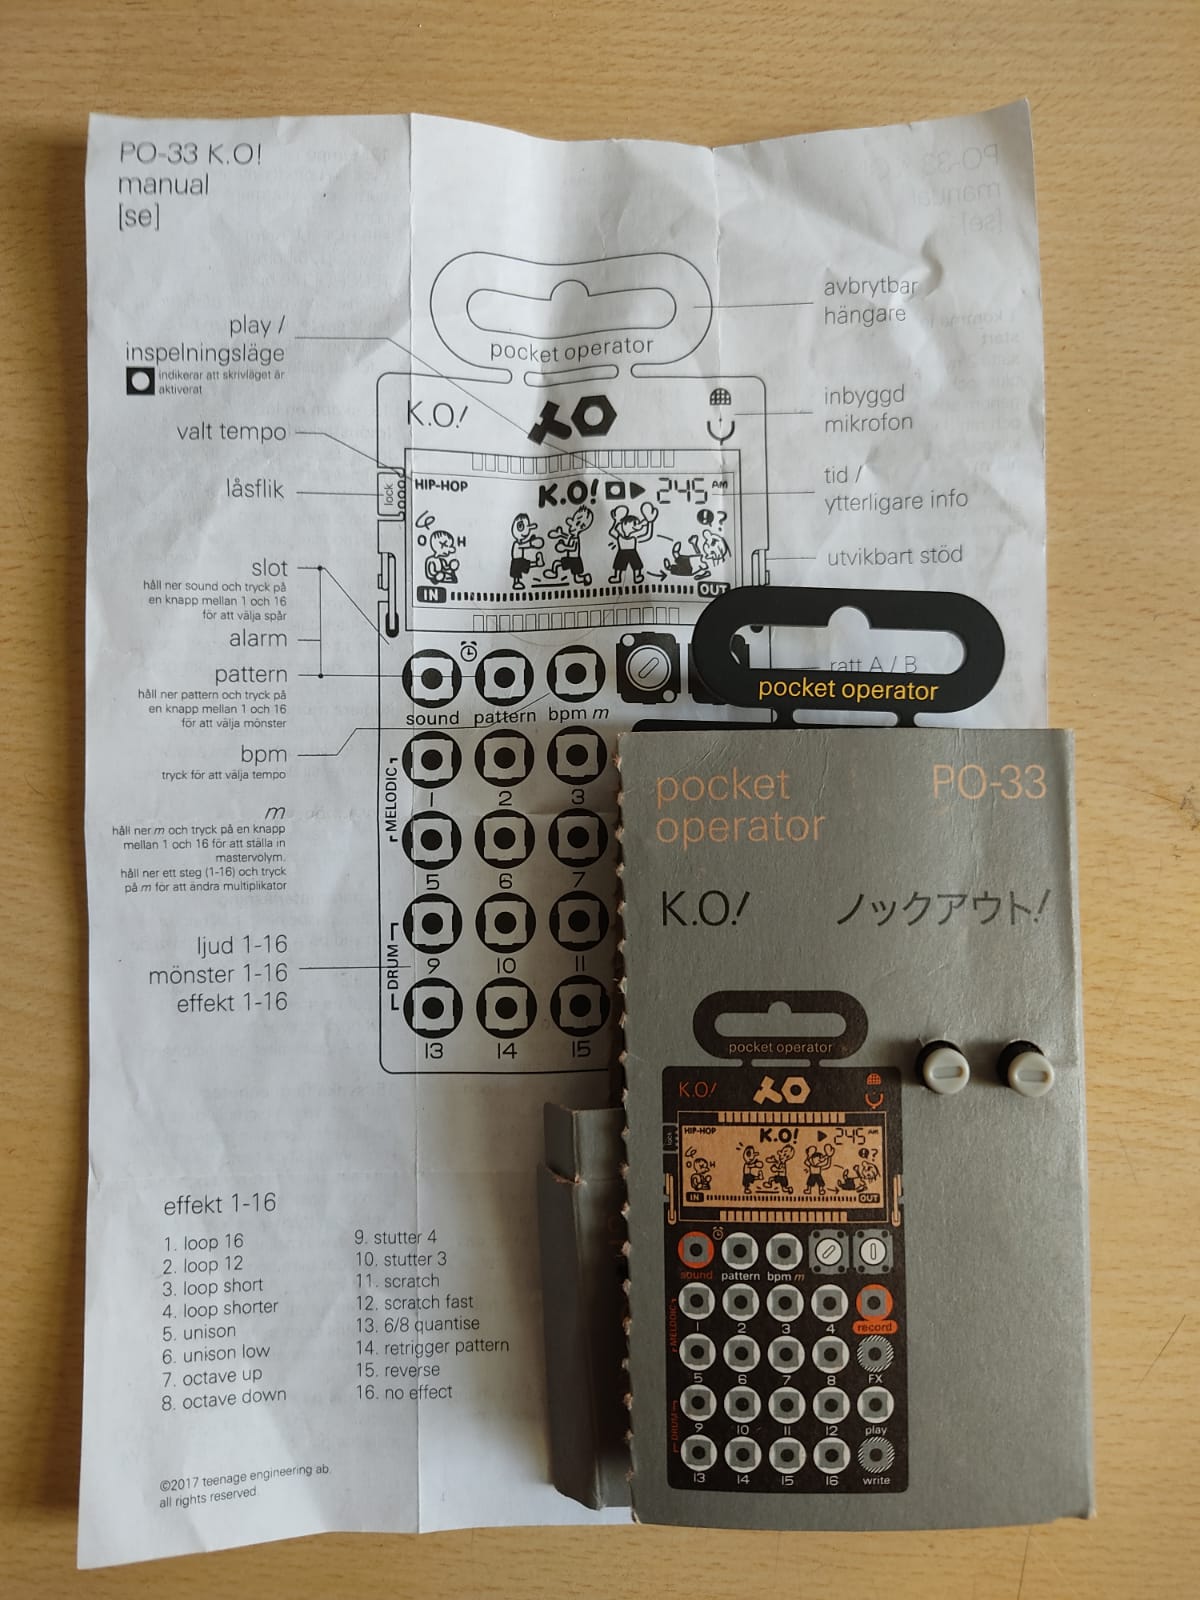 PO-33 K.O!
manual
[se]
play /
inspelningsläge
indikerar att skrivläget är
aktiverat
valt tempo
låsflik
slot
håll ner sound och tryck på
en knapp mellan 1 och 16
för att välja spår
alarm
pattern
håll ner pattern och tryck på
en knapp mellan 1 och 16
för att välja mönster
bpm
tryck för att välja tempo
m
håll ner m och tryck på en knapp
mellan 1 och 16 för att ställa in
mastervolym.
håll ner ett steg (1-16) och tryck
på m för att ändra multiplikator
ljud 1-16
mönster 1-16
effekt 1-16
pocket operator
K.O!
lock
HIP-HOP
K.O!
245 AM
O H
!?
IN
OUT
sound pattern bpm m
MELODIC
1 2 3
5 6 7
DRUM
9 10 11
13 14 15
avbrytbar
hängare
inbyggd
mikrofon
tid /
ytterligare info
utvikbart stöd
ratt A / B
effekt 1-16
1. loop 16
2. loop 12
3. loop short
4. loop shorter
5. unison
6. unison low
7. octave up
8. octave down
9. stutter 4
10. stutter 3
11. scratch
12. scratch fast
13. 6/8 quantise
14. retrigger pattern
15. reverse
16. no effect
©2017 teenage engineering ab.
all rights reserved.
pocket operator
pocket
operator
PO-33
K.O!
ノックアウト!
pocket operator
K.O!
lock
HIP-HOP
K.O!
245 AM
O H
!?
IN
OUT
sound pattern bpm m
MELODIC
1 2 3 4 record
5 6 7 8 FX
DRUM
9 10 11 12 play
13 14 15 16 write